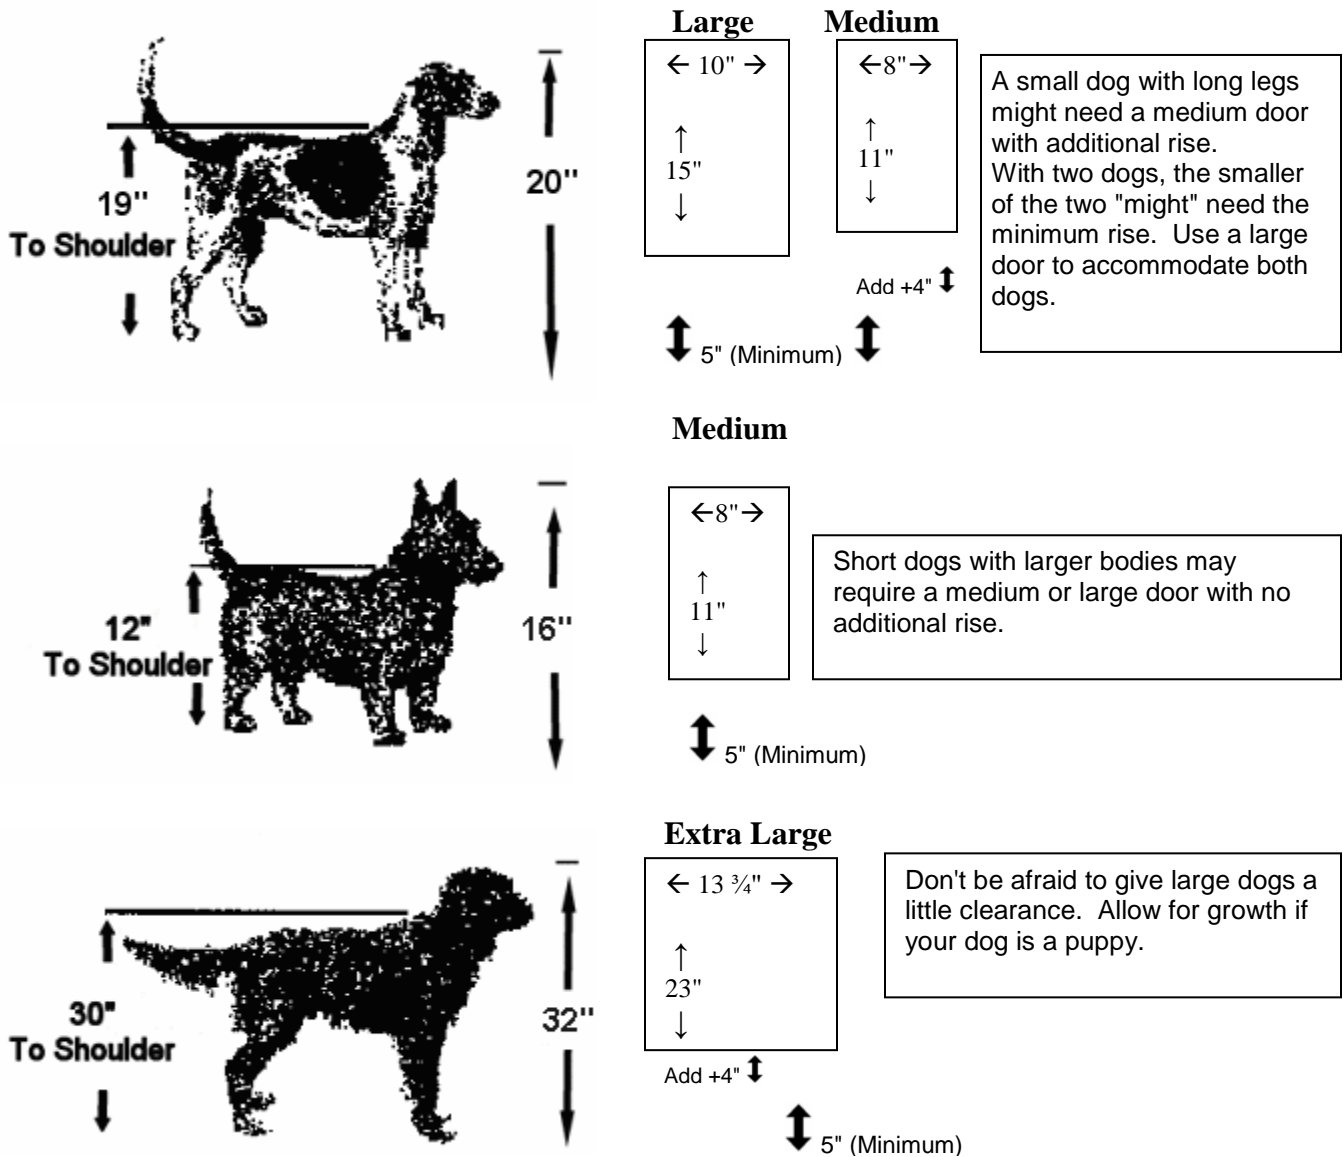 Large
Medium
← 10" →
←8"→
↑
15"
↓
↑
11"
↓
A small dog with long legs
might need a medium door
with additional rise.
With two dogs, the smaller
of the two "might" need the
minimum rise. Use a large
door to accommodate both
dogs.
19"
To Shoulder
20"
Add +4"
5" (Minimum)
Medium
←8"→
↑
11"
↓
Short dogs with larger bodies may
require a medium or large door with no
additional rise.
12"
To Shoulder
16"
5" (Minimum)
Extra Large
← 13 ¾" →
↑
23"
↓
Don't be afraid to give large dogs a
little clearance. Allow for growth if
your dog is a puppy.
30"
To Shoulder
32"
Add +4"
5" (Minimum)